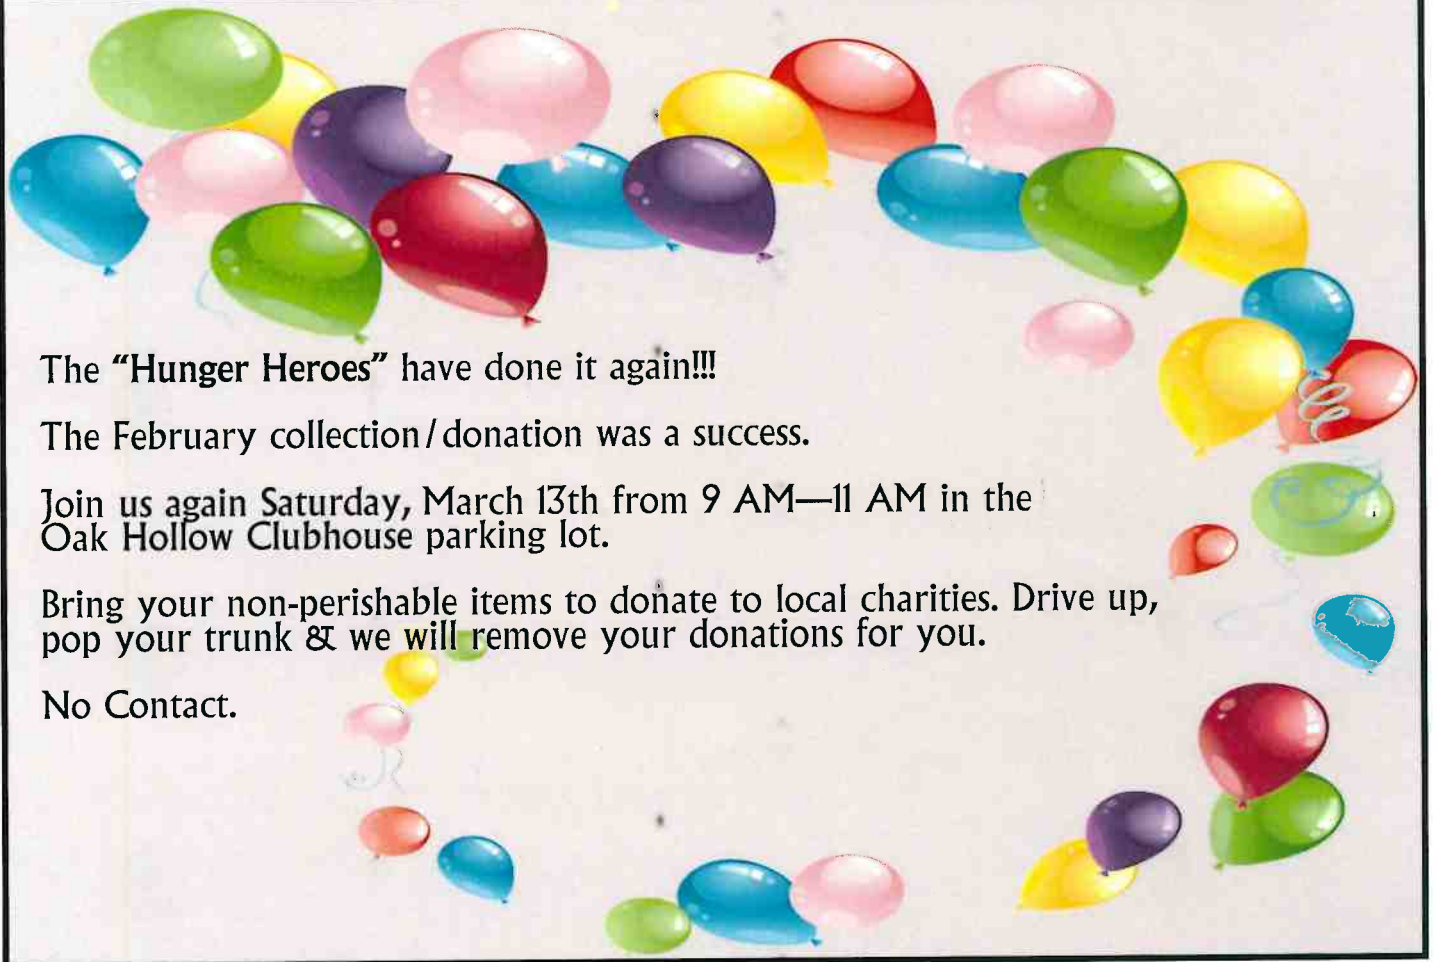 The “Hunger Heroes” have done it again!!!
The February collection/donation was a success.
Join us again Saturday, March 13th from 9 AM—11 AM in the
Oak Hollow Clubhouse parking lot.
Bring your non-perishable items to donate to local charities. Drive up,
pop your trunk & we will remove your donations for you.
No Contact.